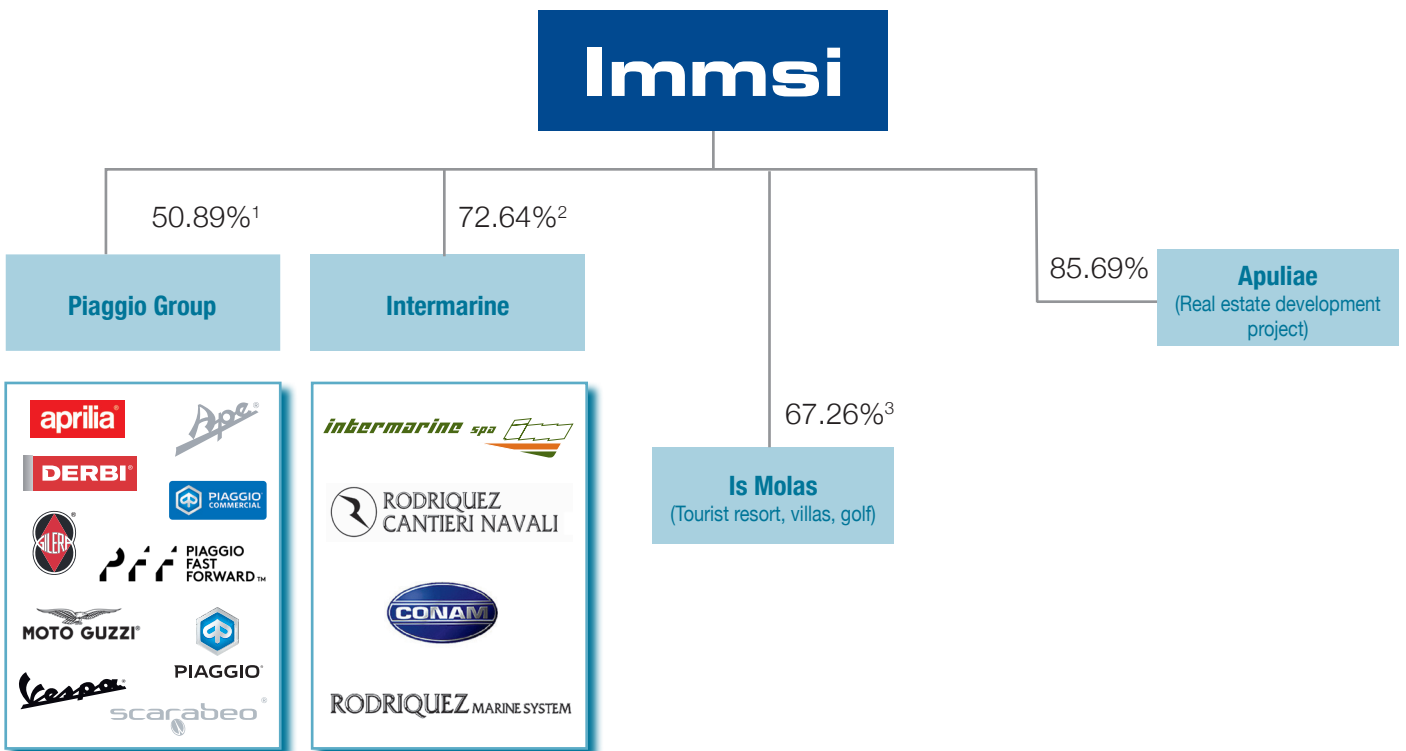 Immsi
50.89%¹
72.64%²
85.69%
67.26%³
Piaggio Group
Intermarine
Apuliae
(Real estate development
project)
Is Molas
(Tourist resort, villas, golf)
aprilia®
Ape®
DERBI®
PIAGGIO®
COMMERCIAL
GILERA®
PFF PIAGGIO
FAST
FORWARD™
MOTO GUZZI®
PIAGGIO®
Vespa®
scarabeo®
intermarine spa
RODRIQUEZ
CANTIERI NAVALI
CONAM
RODRIQUEZ MARINE SYSTEM